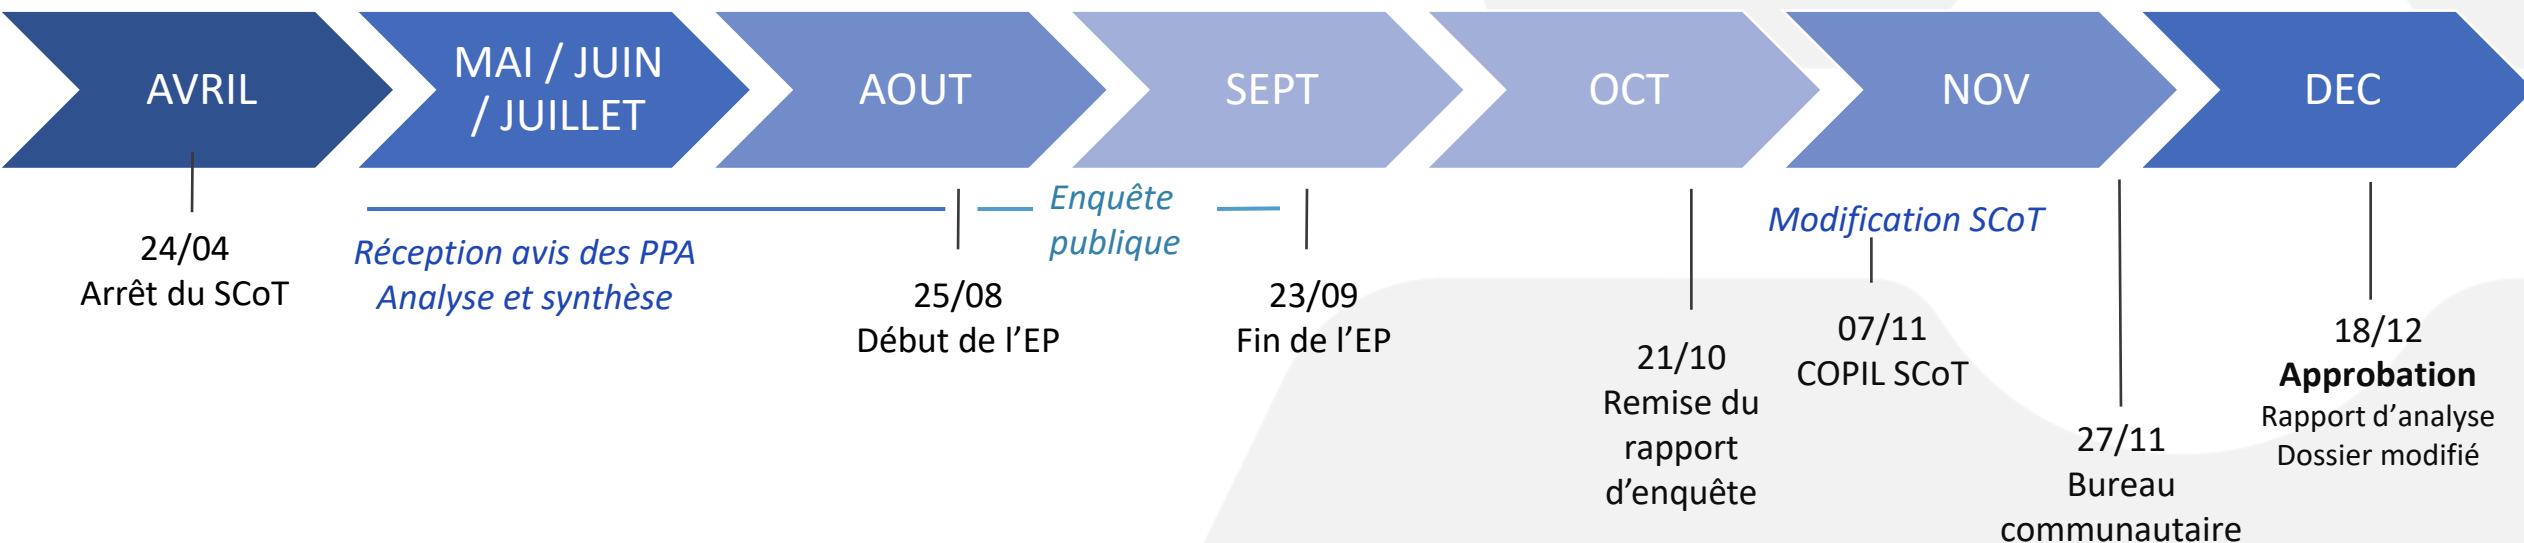 AVRIL
MAI / JUIN
/ JUILLET
AOUT
SEPT
OCT
NOV
DEC
24/04
Arrêt du SCoT
Réception avis des PPA
Analyse et synthèse
25/08
Début de l’EP
Enquête
publique
23/09
Fin de l’EP
21/10
Remise du
rapport
d’enquête
Modification SCoT
07/11
COPIL SCoT
27/11
Bureau
communautaire
18/12
Approbation
Rapport d’analyse
Dossier modifié